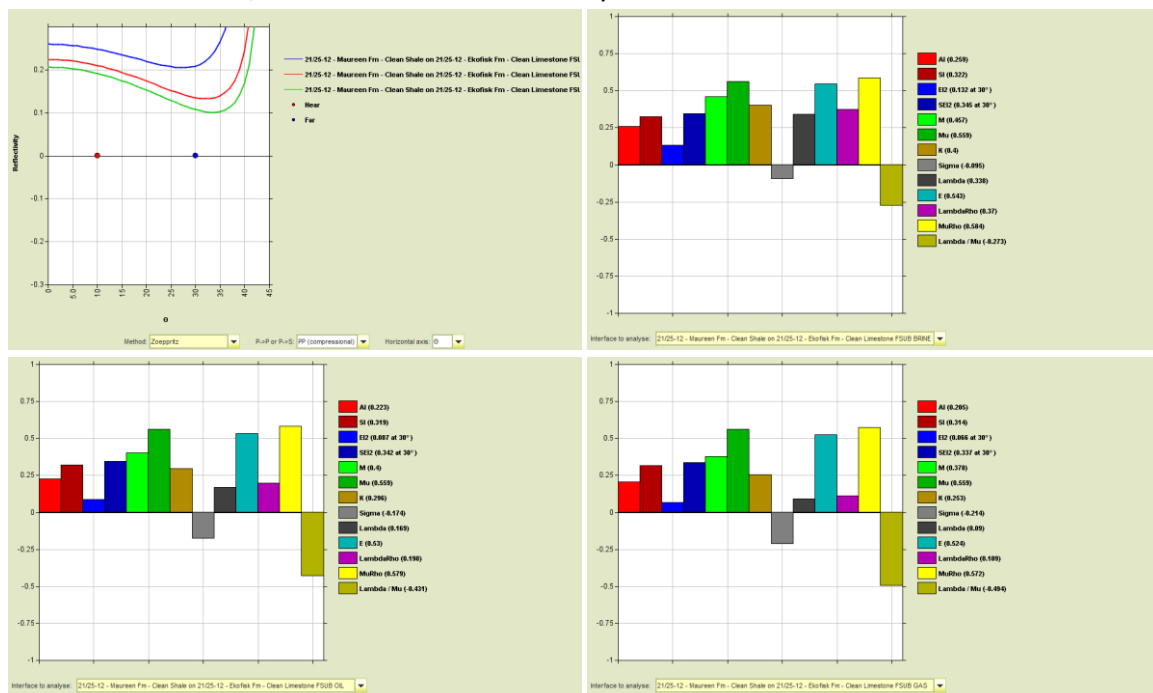 0.2
0.1
0
-0.1
-0.2
-0.3
Reflectivity
0
5.0
10
15
20
25
30
35
40
45
Θ
21/25-12 - Maureen Fm - Clean Shale on 21/25-12 - Ekofisk Fm - Clean Limestone FSU
21/25-12 - Maureen Fm - Clean Shale on 21/25-12 - Ekofisk Fm - Clean Limestone FSU
21/25-12 - Maureen Fm - Clean Shale on 21/25-12 - Ekofisk Fm - Clean Limestone FSU
Near
Far
Method: Zoeppritz P->P or P->S: PP (compressional) Horizontal axis: Θ
1
0.75
0.5
0.25
0
-0.25
-0.5
-0.75
-1
AI (0.259)
SI (0.322)
EI2 (0.132 at 30°)
SEI2 (0.345 at 30°)
M (0.457)
Mu (0.559)
K (0.4)
Sigma (-0.095)
Lambda (0.338)
E (0.543)
LambdaRho (0.37)
MuRho (0.584)
Lambda / Mu (-0.273)
Interface to analyse: 21/25-12 - Maureen Fm - Clean Shale on 21/25-12 - Ekofisk Fm - Clean Limestone FSUB BRINE
1
0.75
0.5
0.25
0
-0.25
-0.5
-0.75
-1
AI (0.223)
SI (0.319)
EI2 (0.087 at 30°)
SEI2 (0.342 at 30°)
M (0.4)
Mu (0.559)
K (0.296)
Sigma (-0.174)
Lambda (0.169)
E (0.53)
LambdaRho (0.198)
MuRho (0.579)
Lambda / Mu (-0.431)
Interface to analyse: 21/25-12 - Maureen Fm - Clean Shale on 21/25-12 - Ekofisk Fm - Clean Limestone FSUB OIL
1
0.75
0.5
0.25
0
-0.25
-0.5
-0.75
-1
AI (0.205)
SI (0.314)
EI2 (0.066 at 30°)
SEI2 (0.337 at 30°)
M (0.378)
Mu (0.559)
K (0.253)
Sigma (-0.214)
Lambda (0.09)
E (0.524)
LambdaRho (0.109)
MuRho (0.572)
Lambda / Mu (-0.494)
Interface to analyse: 21/25-12 - Maureen Fm - Clean Shale on 21/25-12 - Ekofisk Fm - Clean Limestone FSUB GAS